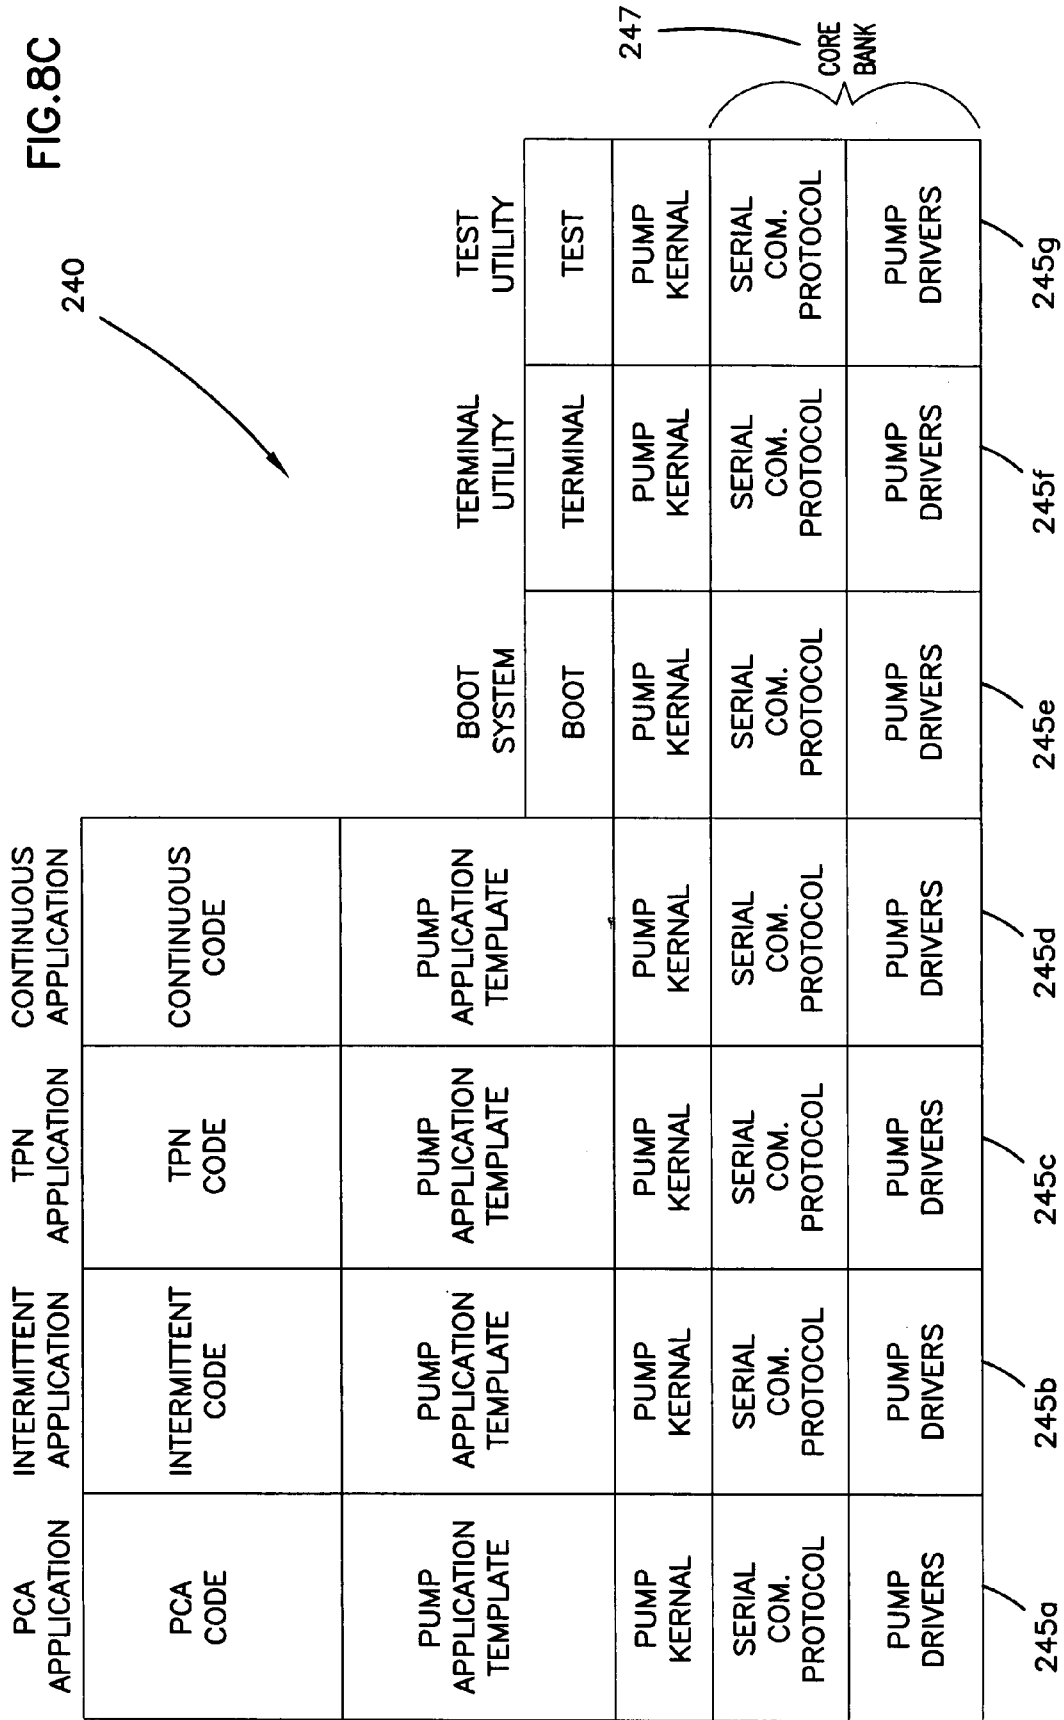 FIG.8C
240
247
CORE
BANK
PCA
APPLICATION
INTERMITTENT
APPLICATION
TPN
APPLICATION
CONTINUOUS
APPLICATION
PCA
CODE
INTERMITTENT
CODE
TPN
CODE
CONTINUOUS
CODE
BOOT
SYSTEM
TERMINAL
UTILITY
TEST
UTILITY
PUMP
APPLICATION
TEMPLATE
PUMP
APPLICATION
TEMPLATE
PUMP
APPLICATION
TEMPLATE
PUMP
APPLICATION
TEMPLATE
BOOT
TERMINAL
TEST
PUMP
KERNAL
PUMP
KERNAL
PUMP
KERNAL
PUMP
KERNAL
PUMP
KERNAL
PUMP
KERNAL
PUMP
KERNAL
SERIAL
COM.
PROTOCOL
SERIAL
COM.
PROTOCOL
SERIAL
COM.
PROTOCOL
SERIAL
COM.
PROTOCOL
SERIAL
COM.
PROTOCOL
SERIAL
COM.
PROTOCOL
SERIAL
COM.
PROTOCOL
PUMP
DRIVERS
PUMP
DRIVERS
PUMP
DRIVERS
PUMP
DRIVERS
PUMP
DRIVERS
PUMP
DRIVERS
PUMP
DRIVERS
245a
245b
245c
245d
245e
245f
245g